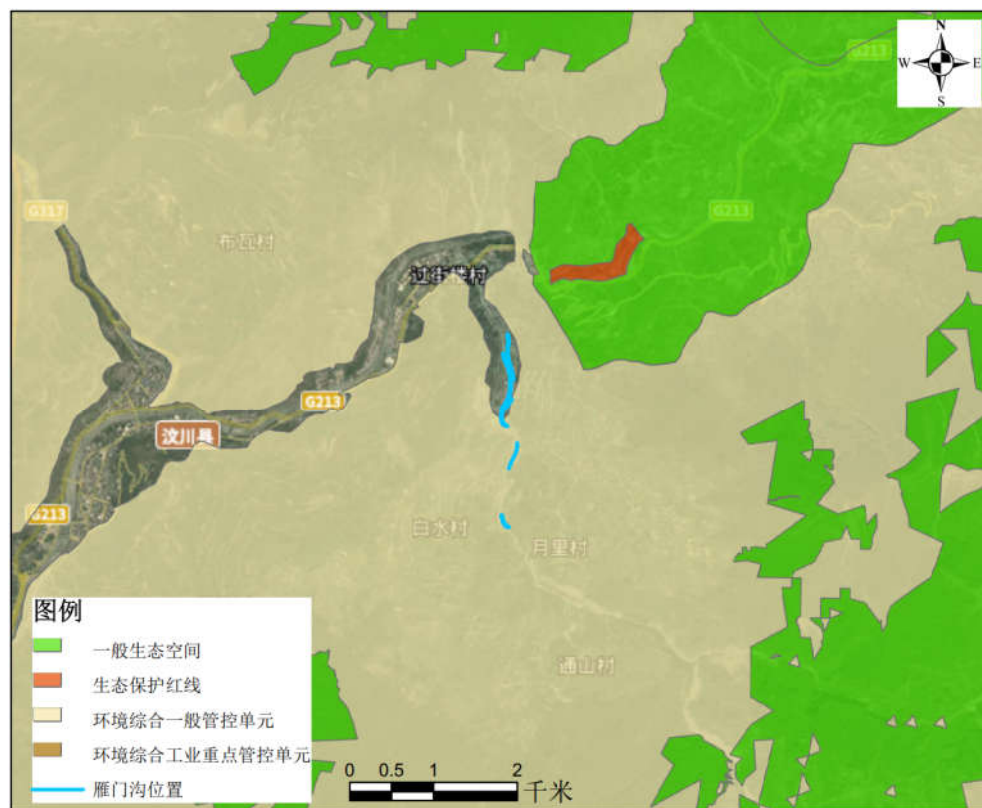 G213
N
W E
S
G317
G213
布瓦村
过街楼村
G213
汶川县
G213
白水村
月里村
通山村
图例
一般生态空间
生态保护红线
环境综合一般管控单元
环境综合工业重点管控单元
雁门沟位置
0 0.5 1 2
千米